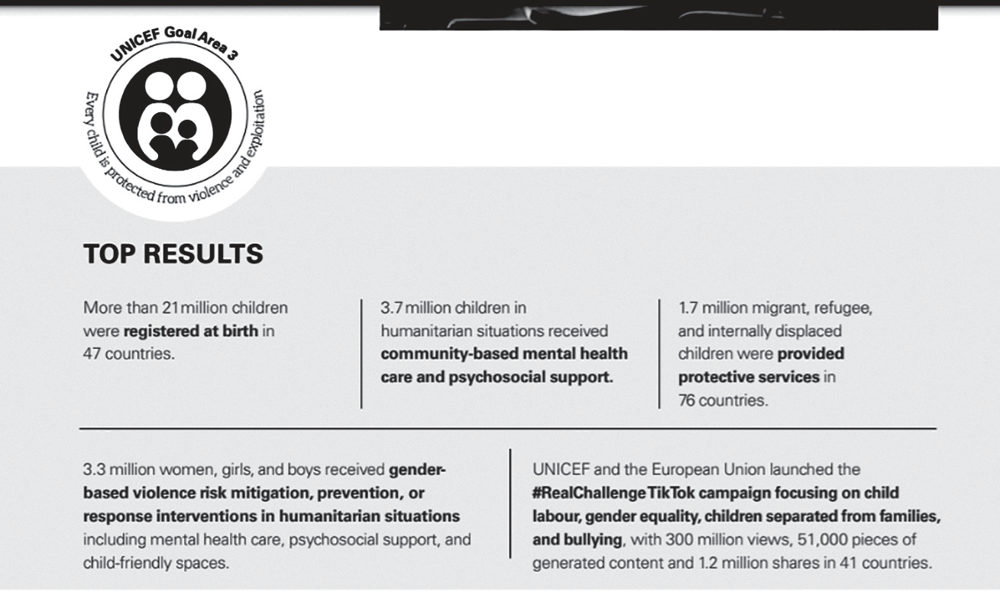 UNICEF Goal Area 3
Every child is protected from violence and exploitation
TOP RESULTS
More than 21 million children
were registered at birth in
47 countries.
3.7 million children in
humanitarian situations received
community-based mental health
care and psychosocial support.
1.7 million migrant, refugee,
and internally displaced
children were provided
protective services in
76 countries.
3.3 million women, girls, and boys received gender-
based violence risk mitigation, prevention, or
response interventions in humanitarian situations
including mental health care, psychosocial support, and
child-friendly spaces.
UNICEF and the European Union launched the
#RealChallenge TikTok campaign focusing on child
labour, gender equality, children separated from families,
and bullying, with 300 million views, 51,000 pieces of
generated content and 1.2 million shares in 41 countries.